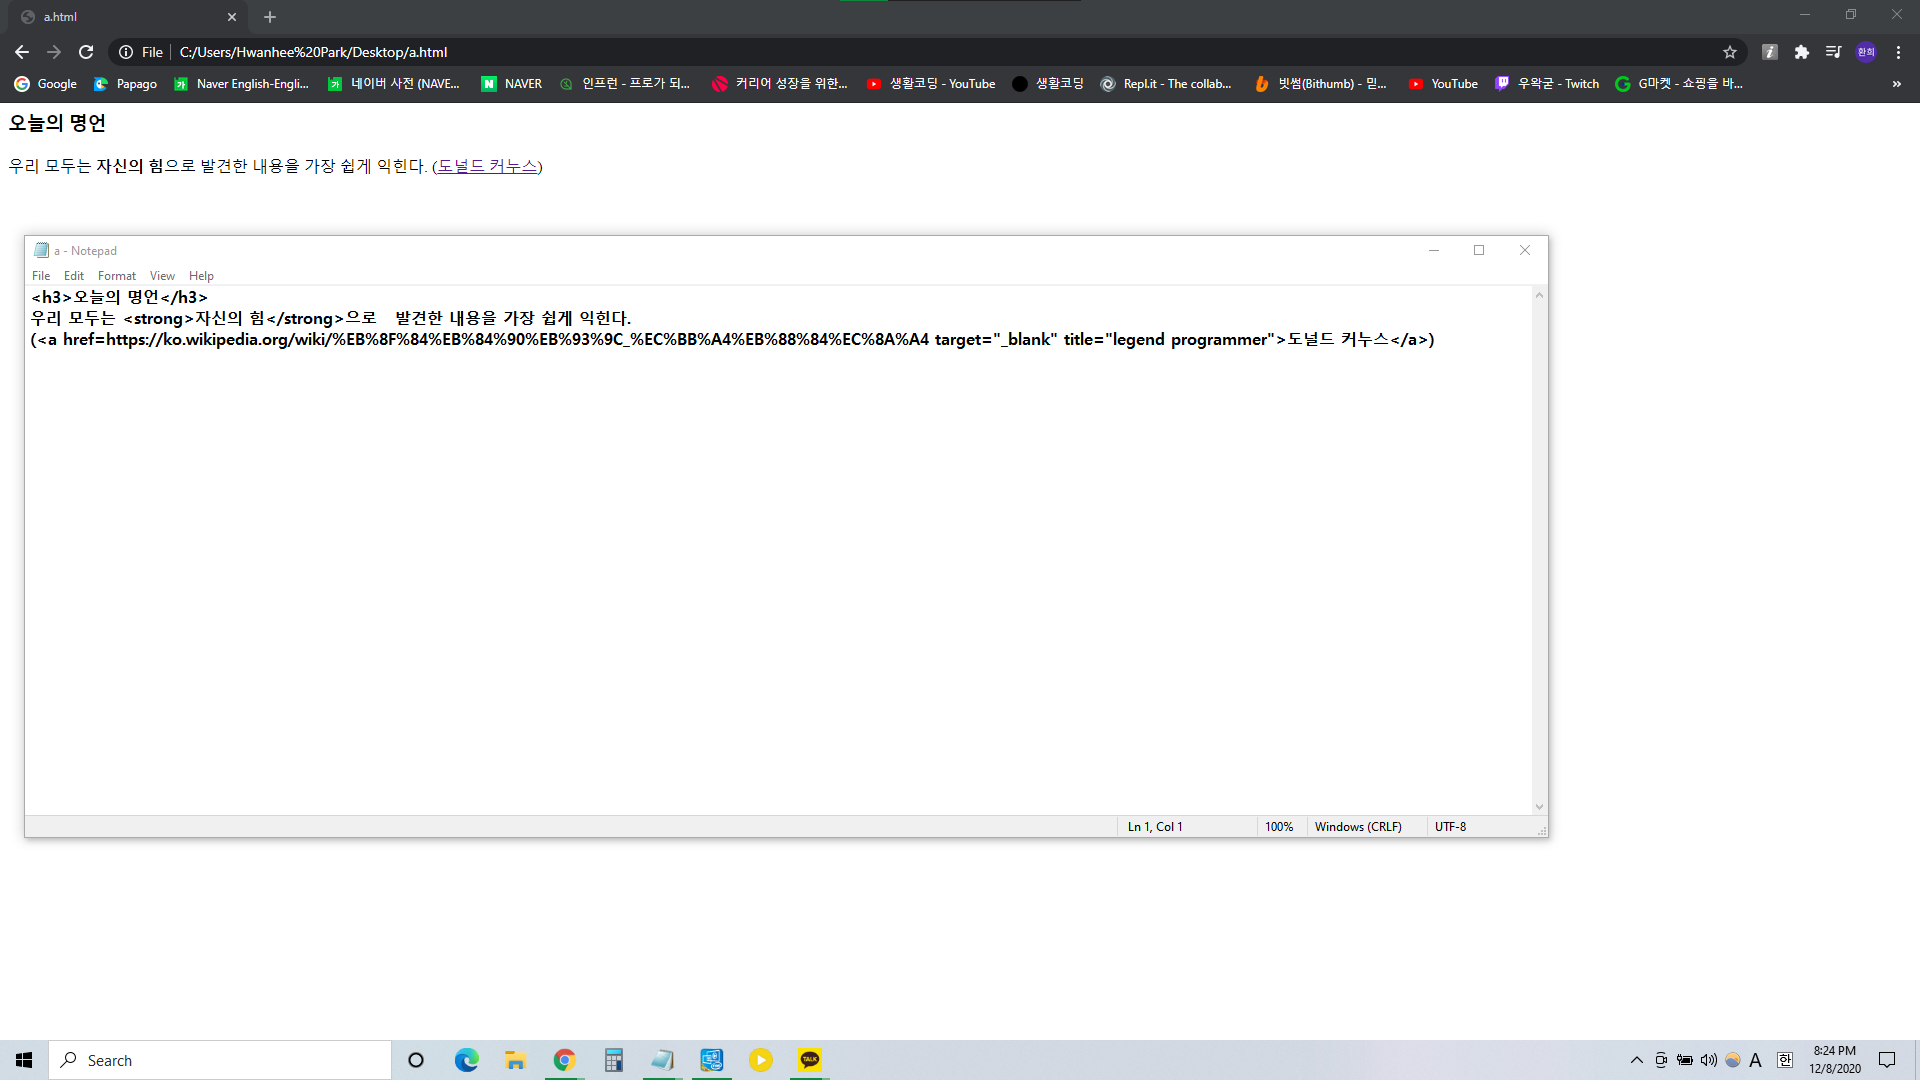 a.html
File C:/Users/Hwanhee%20Park/Desktop/a.html 환희
Google Papago Naver English-Engli... 네이버 사전 (NAVE... NAVER 인프런 - 프로가 되... 커리어 성장을 위한... 생활코딩 - YouTube 생활코딩 Repl.it - The collab... 빗썸(Bithumb) - 믿... YouTube 우왁굳 - Twitch G마켓 - 쇼핑을 바... »
오늘의 명언
우리 모두는 자신의 힘으로 발견한 내용을 가장 쉽게 익힌다. (도널드 커누스)
a - Notepad
File Edit Format View Help
<h3>오늘의 명언</h3>
우리 모두는 <strong>자신의 힘</strong>으로   발견한 내용을 가장 쉽게 익힌다.
(<a href=https://ko.wikipedia.org/wiki/%EB%8F%84%EB%84%90%EB%93%9C_%EC%BB%A4%EB%88%84%EC%8A%A4 target="_blank" title="legend programmer">도널드 커누스</a>)
Ln 1, Col 1 100% Windows (CRLF) UTF-8
Search TALK A 한 8:24 PM
12/8/2020